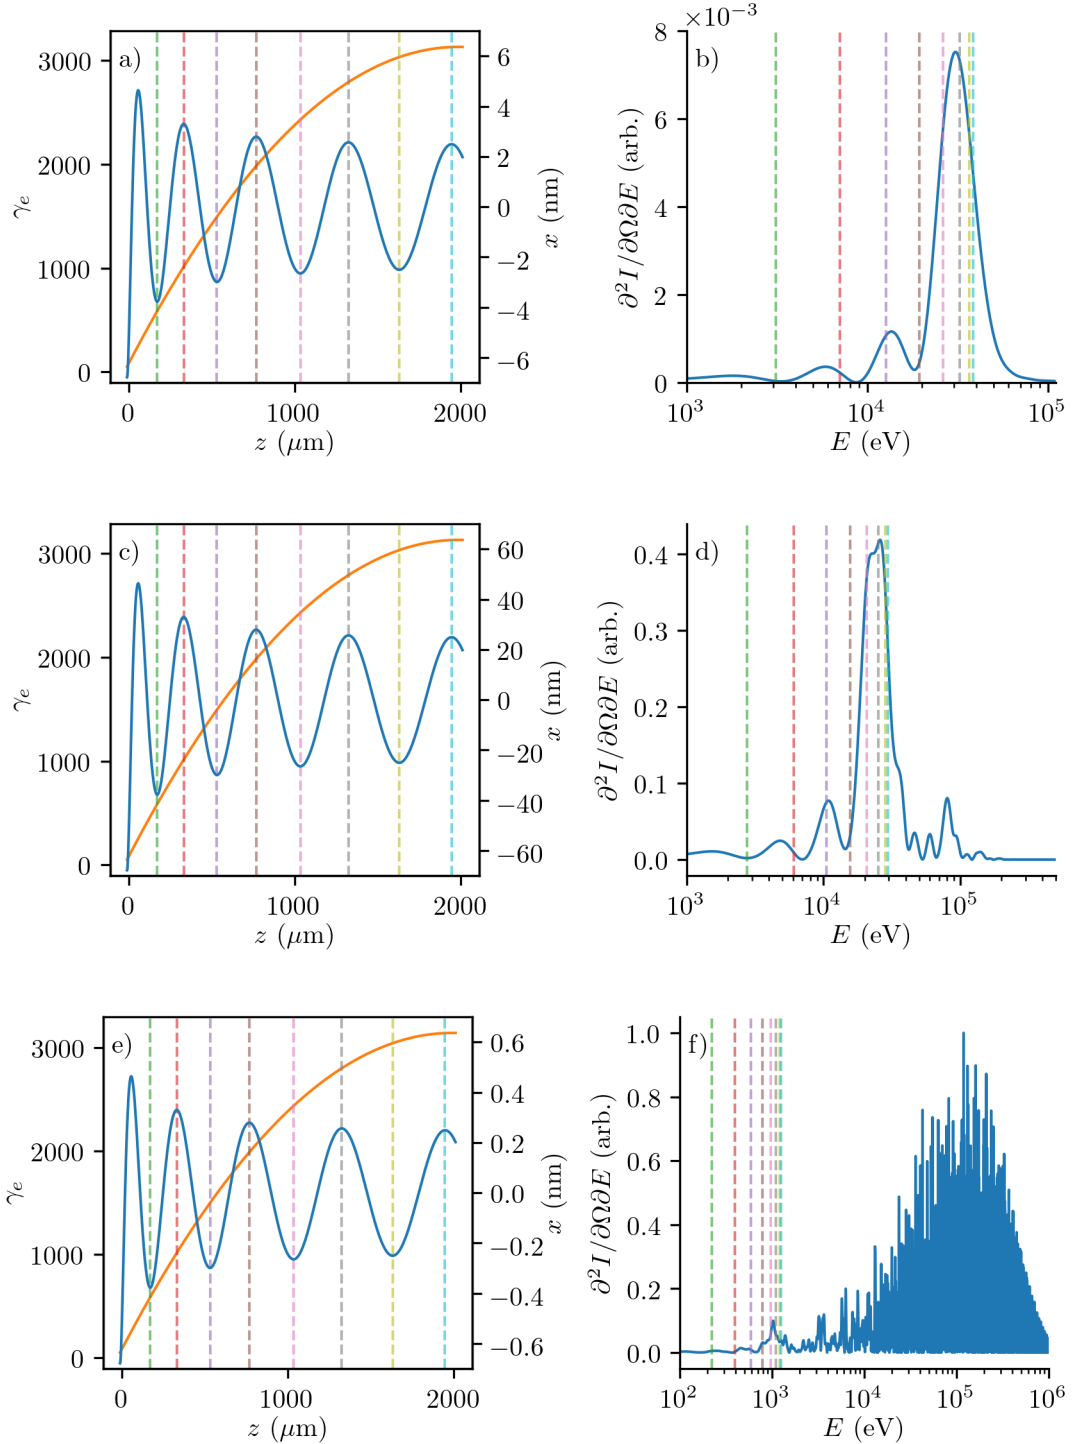 a)
3000
2000
1000
0
γₑ
6
4
2
0
−2
−4
−6
x (nm)
0 1000 2000
z (μm)
×10⁻³
b)
8
6
4
2
0
∂²I/∂Ω∂E (arb.)
10³ 10⁴ 10⁵
E (eV)
c)
3000
2000
1000
0
γₑ
60
40
20
0
−20
−40
−60
x (nm)
0 1000 2000
z (μm)
d)
0.4
0.3
0.2
0.1
0.0
∂²I/∂Ω∂E (arb.)
10³ 10⁴ 10⁵
E (eV)
e)
3000
2000
1000
0
γₑ
0.6
0.4
0.2
0.0
−0.2
−0.4
−0.6
x (nm)
0 1000 2000
z (μm)
f)
1.0
0.8
0.6
0.4
0.2
0.0
∂²I/∂Ω∂E (arb.)
10² 10³ 10⁴ 10⁵ 10⁶
E (eV)